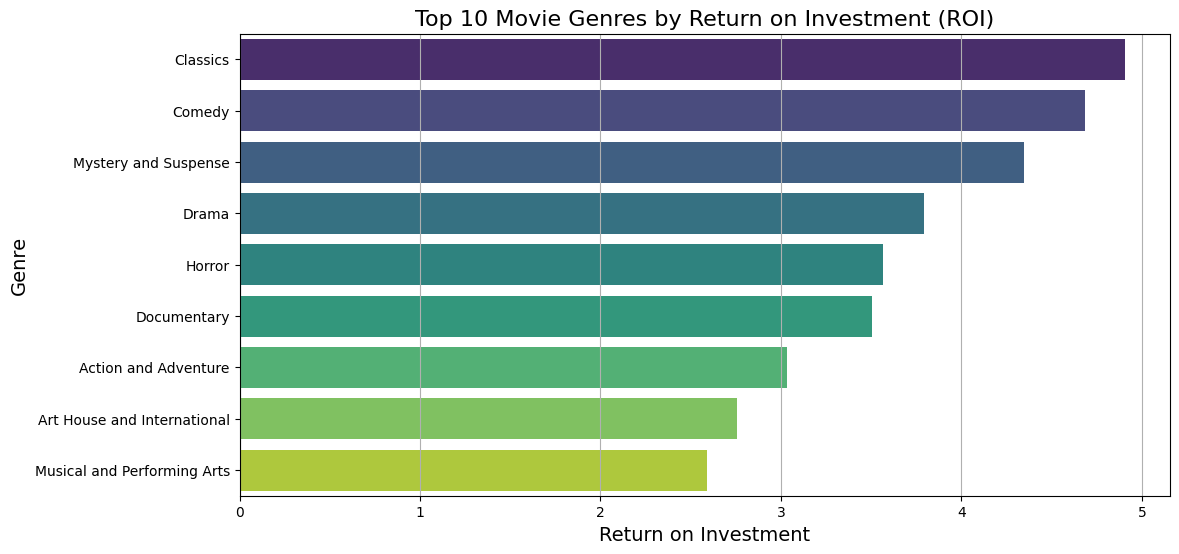 Top 10 Movie Genres by Return on Investment (ROI)
Genre
Classics
Comedy
Mystery and Suspense
Drama
Horror
Documentary
Action and Adventure
Art House and International
Musical and Performing Arts
0 1 2 3 4 5
Return on Investment